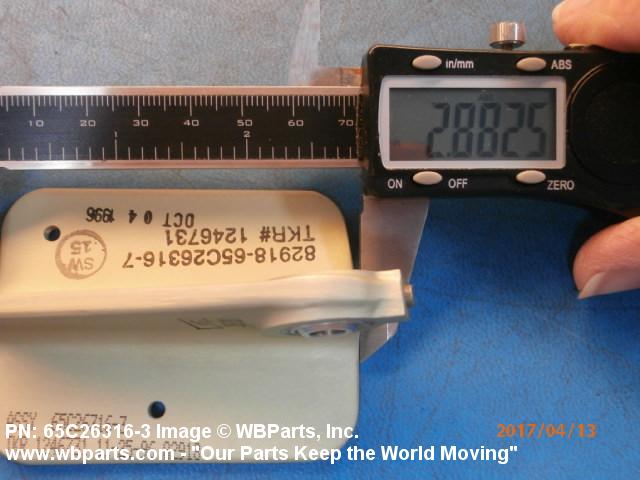 in/mm
ABS
2.8825
10 20 30 40 50 60 70
1 2
ON
OFF
ZERO
OCT 0 4 1996
TKR# 1246731
82918-65C26316-7
SW
15
ASSY
PN: 65C26316-3 Image © WBParts, Inc.
2017/04/13
www.wbparts.com - "Our Parts Keep the World Moving"